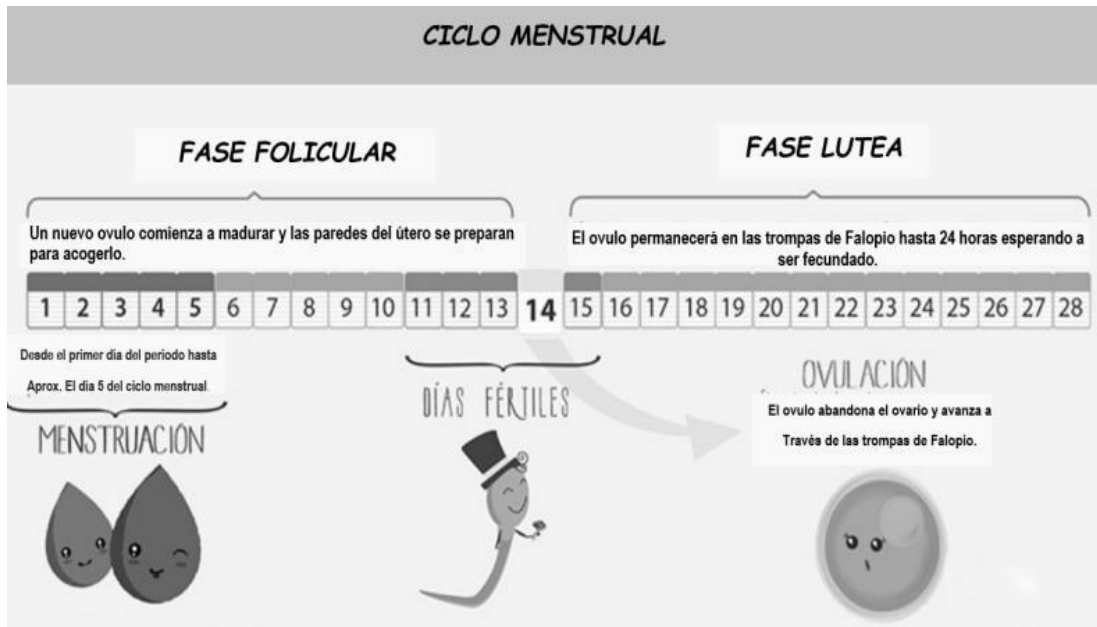 CICLO MENSTRUAL
FASE FOLICULAR
FASE LUTEA
Un nuevo ovulo comienza a madurar y las paredes del útero se preparan
para acogerlo.
El ovulo permanecerá en las trompas de Falopio hasta 24 horas esperando a
ser fecundado.
1 2 3 4 5 6 7 8 9 10 11 12 13 14 15 16 17 18 19 20 21 22 23 24 25 26 27 28
Desde el primer dia del periodo hasta
Aprox. El dia 5 del ciclo menstrual.
MENSTRUACIÓN
DÍAS FÉRTILES
OVULACIÓN
El ovulo abandona el ovario y avanza a
Través de las trompas de Falopio.